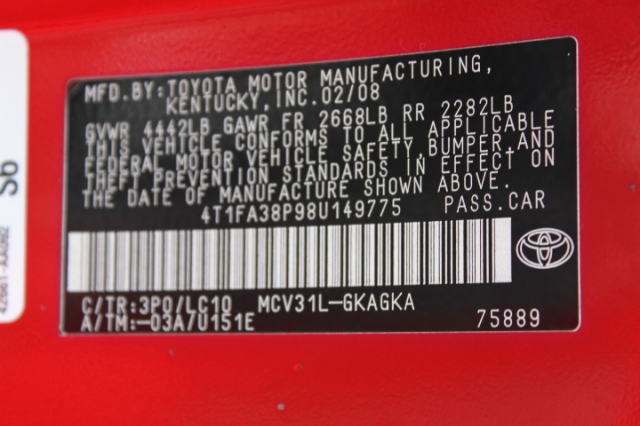 MFD.BY:TOYOTA MOTOR MANUFACTURING,
KENTUCKY,INC.02/08
GVWR 4442LB GAWR FR 2668LB RR 2282LB
THIS VEHICLE CONFORMS TO ALL APPLICABLE
FEDERAL MOTOR VEHICLE SAFETY,BUMPER,AND
THEFT PREVENTION STANDARDS IN EFFECT ON
THE DATE OF MANUFACTURE SHOWN ABOVE.
4T1FA38P98U149775 PASS.CAR
C/TR:3P0/LC10 MCV31L-GKAGKA
A/TM:-03A/U151E 75889